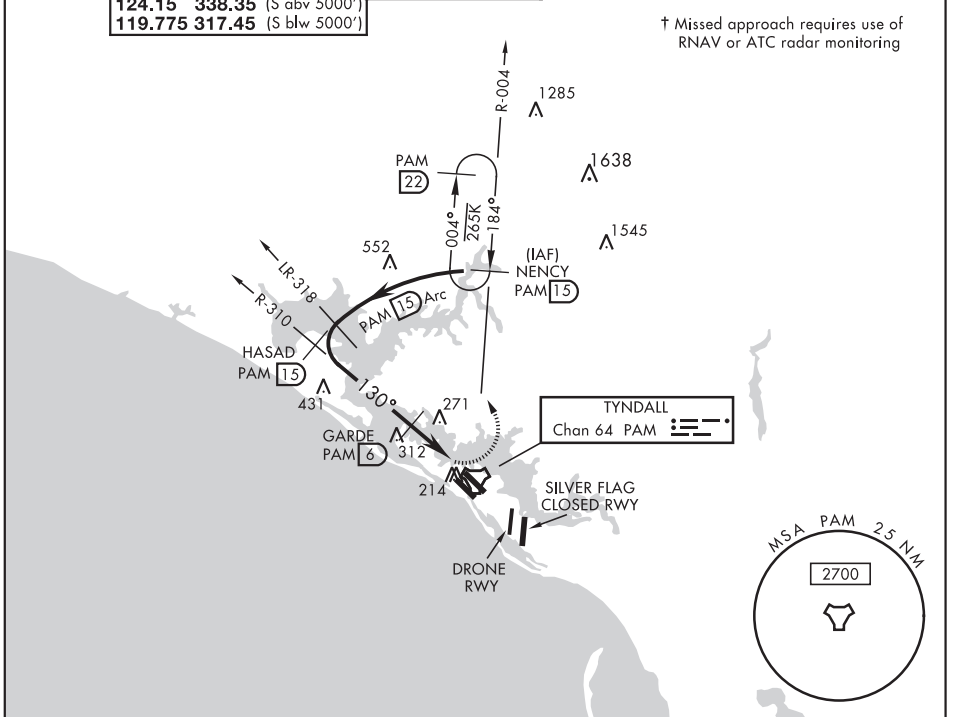 124.15 338.35 (S abv 5000')
119.775 317.45 (S blw 5000')
† Missed approach requires use of
RNAV or ATC radar monitoring
R-004
1285
1638
PAM
22
004°
265K
184°
1545
552
(IAF)
NENCY
PAM 15
LR-318
R-310
PAM 15 Arc
HASAD
PAM 15
431
130°
271
GARDE
PAM 6
312
TYNDALL
Chan 64 PAM
214
SILVER FLAG
CLOSED RWY
DRONE
RWY
MSA PAM 25 NM
2700